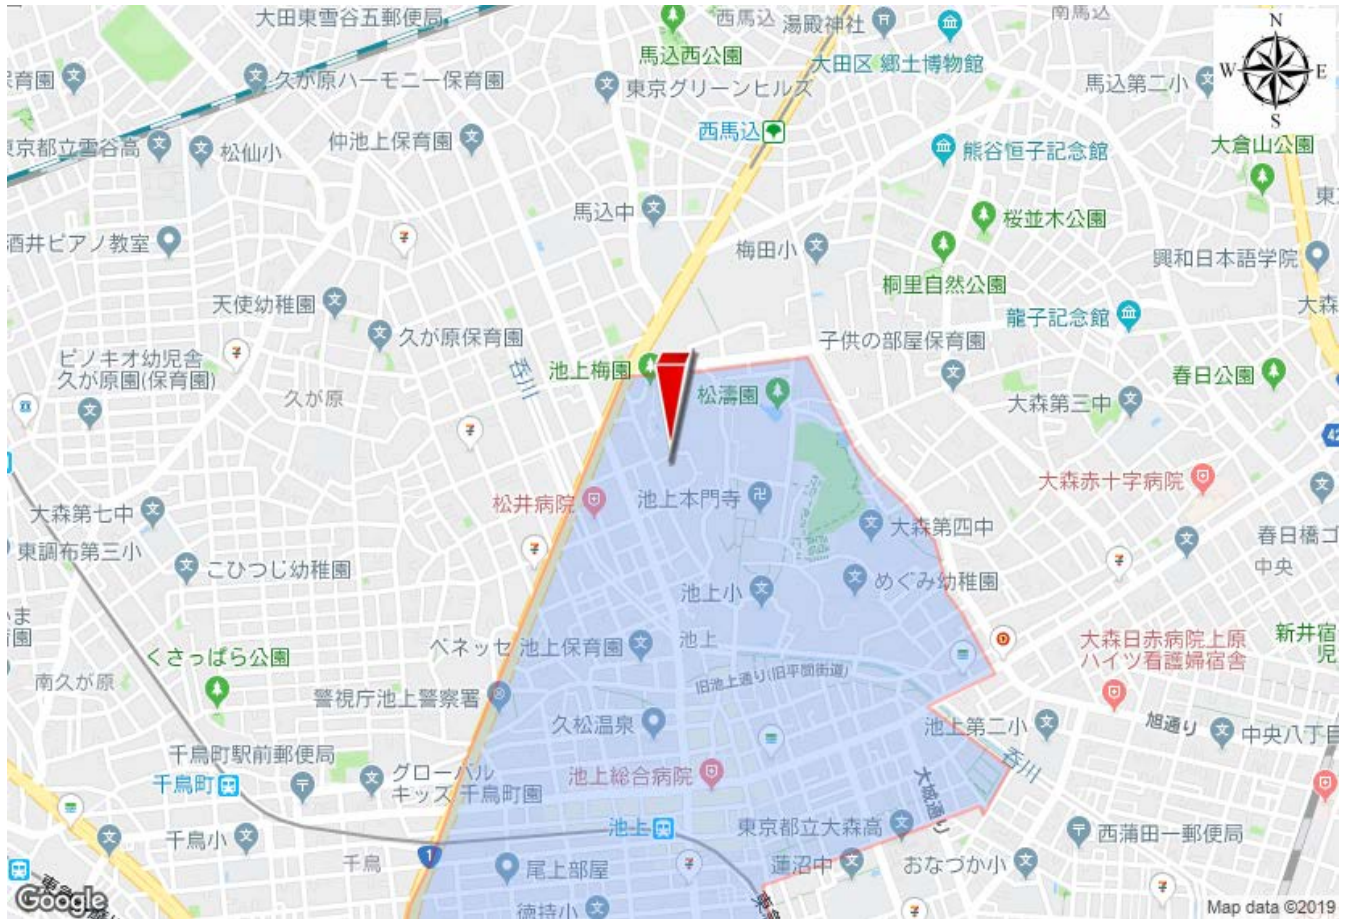 大田東雪谷五郵便局
西馬込
湯殿神社
南馬込
N
馬込西公園
大田区 郷土博物館
W
E
保育園
久が原ハーモニー保育園
東京グリーンヒルズ
馬込第二小
S
西馬込
東京都立雪谷高
松仙小
仲池上保育園
熊谷恒子記念館
大倉山公園
馬込中
桜並木公園
酒井ピアノ教室
梅田小
興和日本語学院
桐里自然公園
天使幼稚園
龍子記念館
大森
久が原保育園
子供の部屋保育園
ピノキオ幼児舎
久が原園(保育園)
呑川
池上梅園
松濤園
春日公園
久が原
大森第三中
42
松井病院
池上本門寺
大森赤十字病院
大森第七中
大森第四中
春日橋ゴ
東調布第三小
こひつじ幼稚園
めぐみ幼稚園
中央
池上小
池上
ベネッセ 池上保育園
大森日赤病院上原
ハイツ看護婦宿舎
新井宿
児
くさっぱら公園
旧池上通り(旧平間街道)
南久が原
警視庁池上警察署
久松温泉
池上第二小
旭通り
中央八丁目
千鳥町駅前郵便局
呑川
千鳥町
グローバル
キッズ 千鳥町園
池上総合病院
大城通り
千鳥小
池上
東京都立大森高
西蒲田一郵便局
千鳥
1
尾上部屋
蓮沼中
おなづか小
徳持小
Google
Map data ©2019